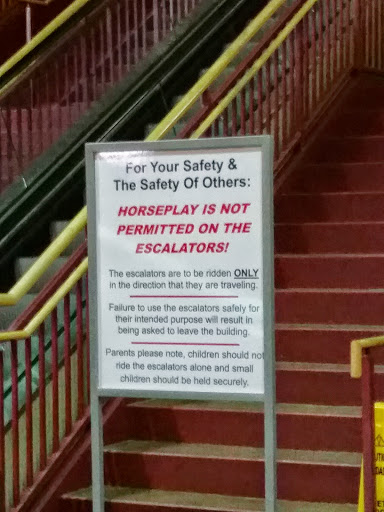 For Your Safety &
The Safety Of Others:
HORSEPLAY IS NOT
PERMITTED ON THE
ESCALATORS!
The escalators are to be ridden ONLY
in the direction that they are traveling.
Failure to use the escalators safely for
their intended purpose will result in
being asked to leave the building.
Parents please note, children should not
ride the escalators alone and small
children should be held securely.